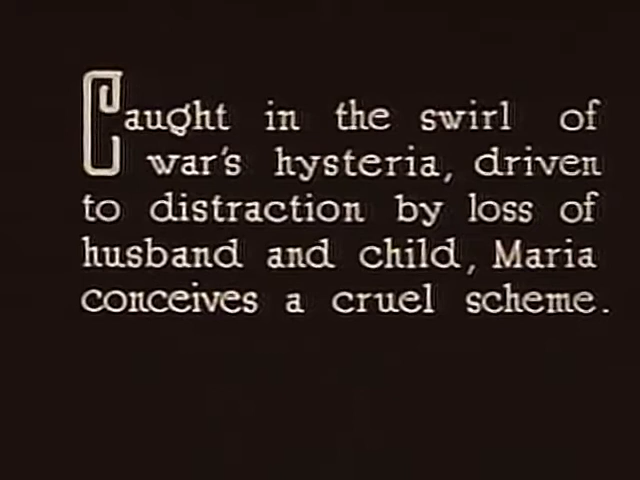 Caught in the swirl of
war's hysteria, driven
to distraction by loss of
husband and child, Maria
conceives a cruel scheme.